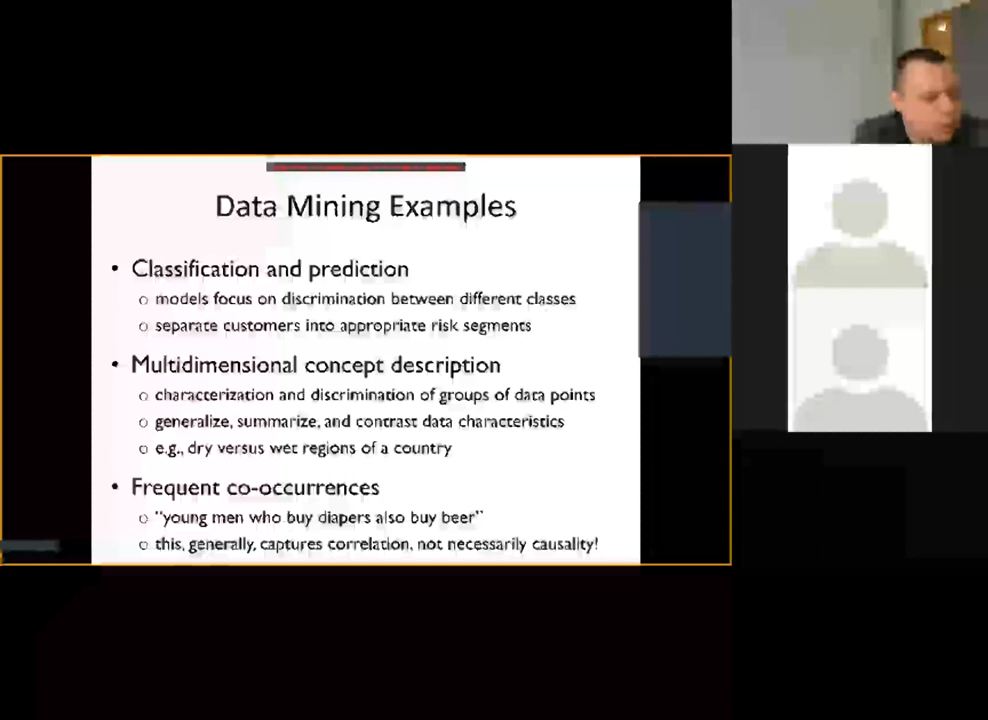 Data Mining Examples
• Classification and prediction
○ models focus on discrimination between different classes
○ separate customers into appropriate risk segments
• Multidimensional concept description
○ characterization and discrimination of groups of data points
○ generalize, summarize, and contrast data characteristics
○ e.g., dry versus wet regions of a country
• Frequent co-occurrences
○ "young men who buy diapers also buy beer"
○ this, generally, captures correlation, not necessarily causality!